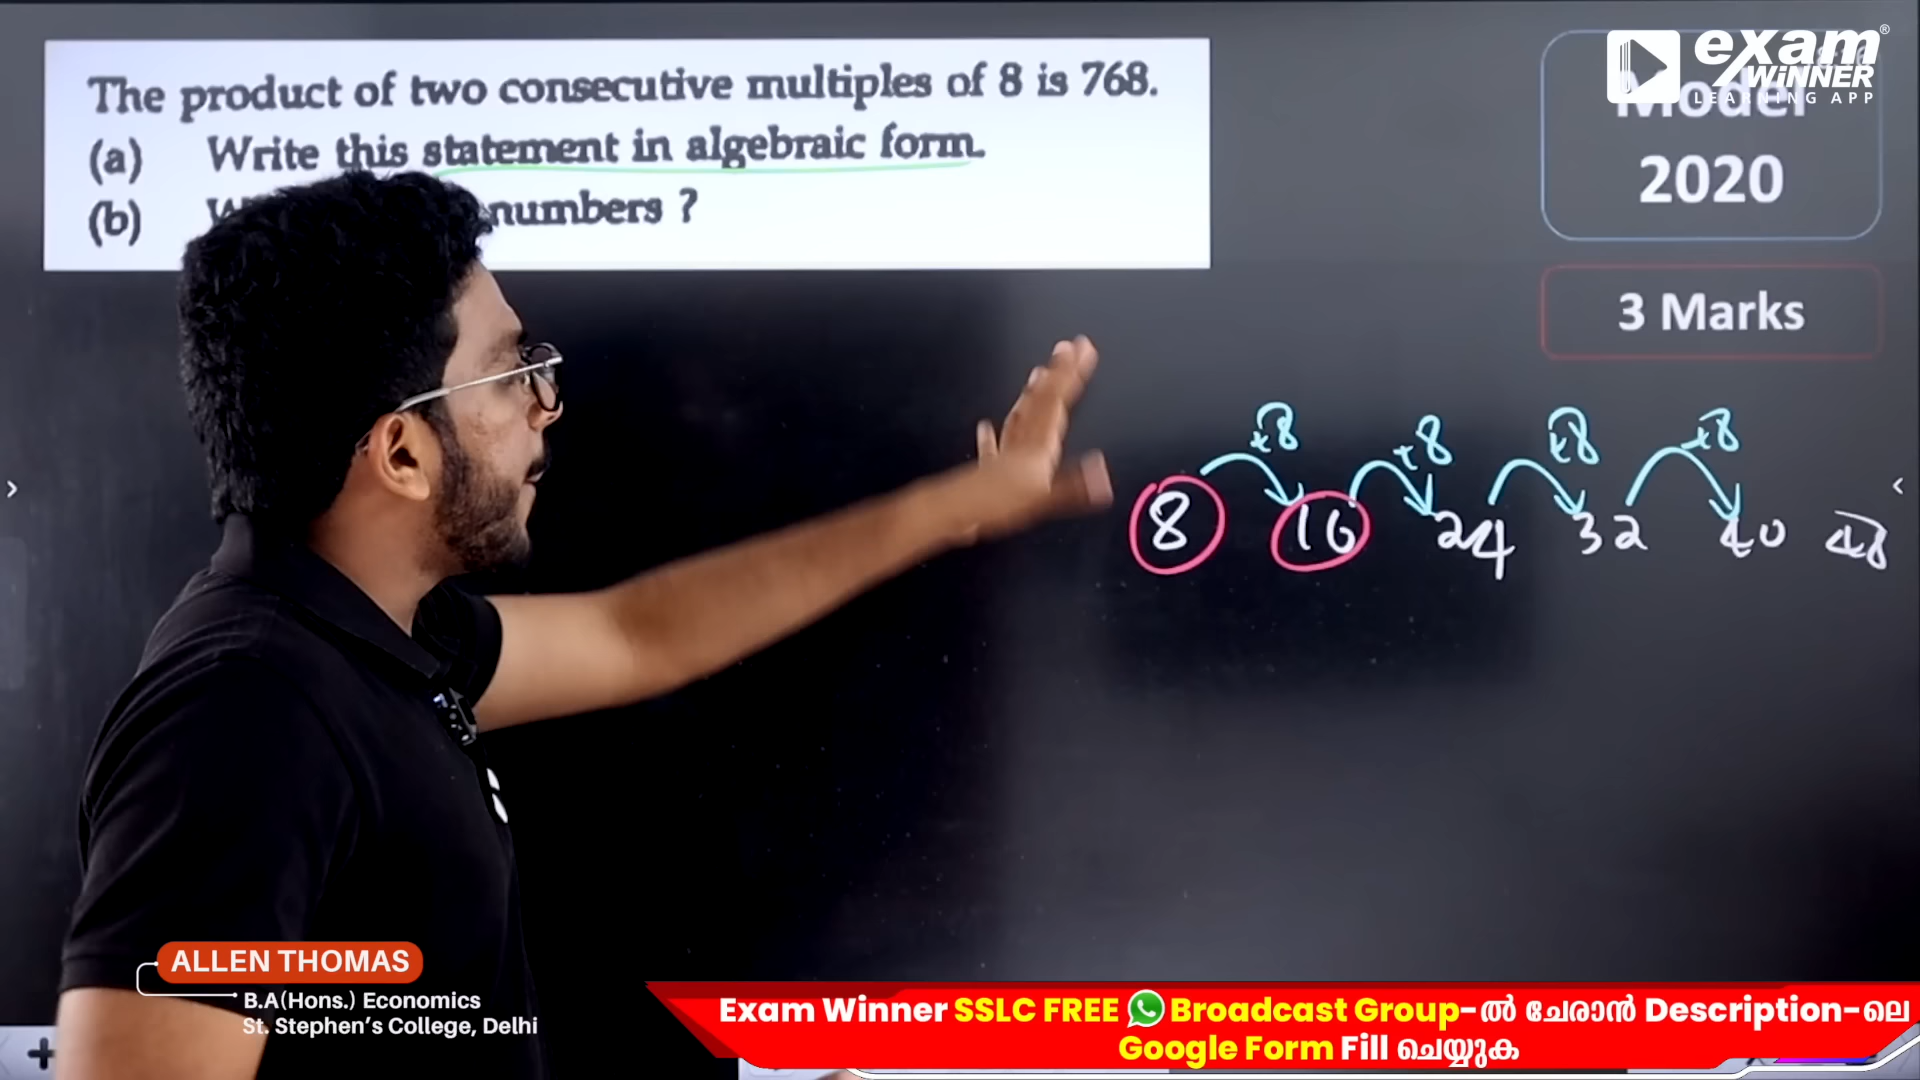 The product of two consecutive multiples of 8 is 768.
(a) Write this statement in algebraic form.
(b) numbers ?
exam
WiNNER
LEARNING APP
Model
2020
3 Marks
+8 +8 +8 +8
8 16 24 32 40 48
ALLEN THOMAS
B.A(Hons.) Economics
St. Stephen's College, Delhi
Exam Winner SSLC FREE Broadcast Group-ൽ ചേരാൻ Description-ലെ
Google Form Fill ചെയ്യുക